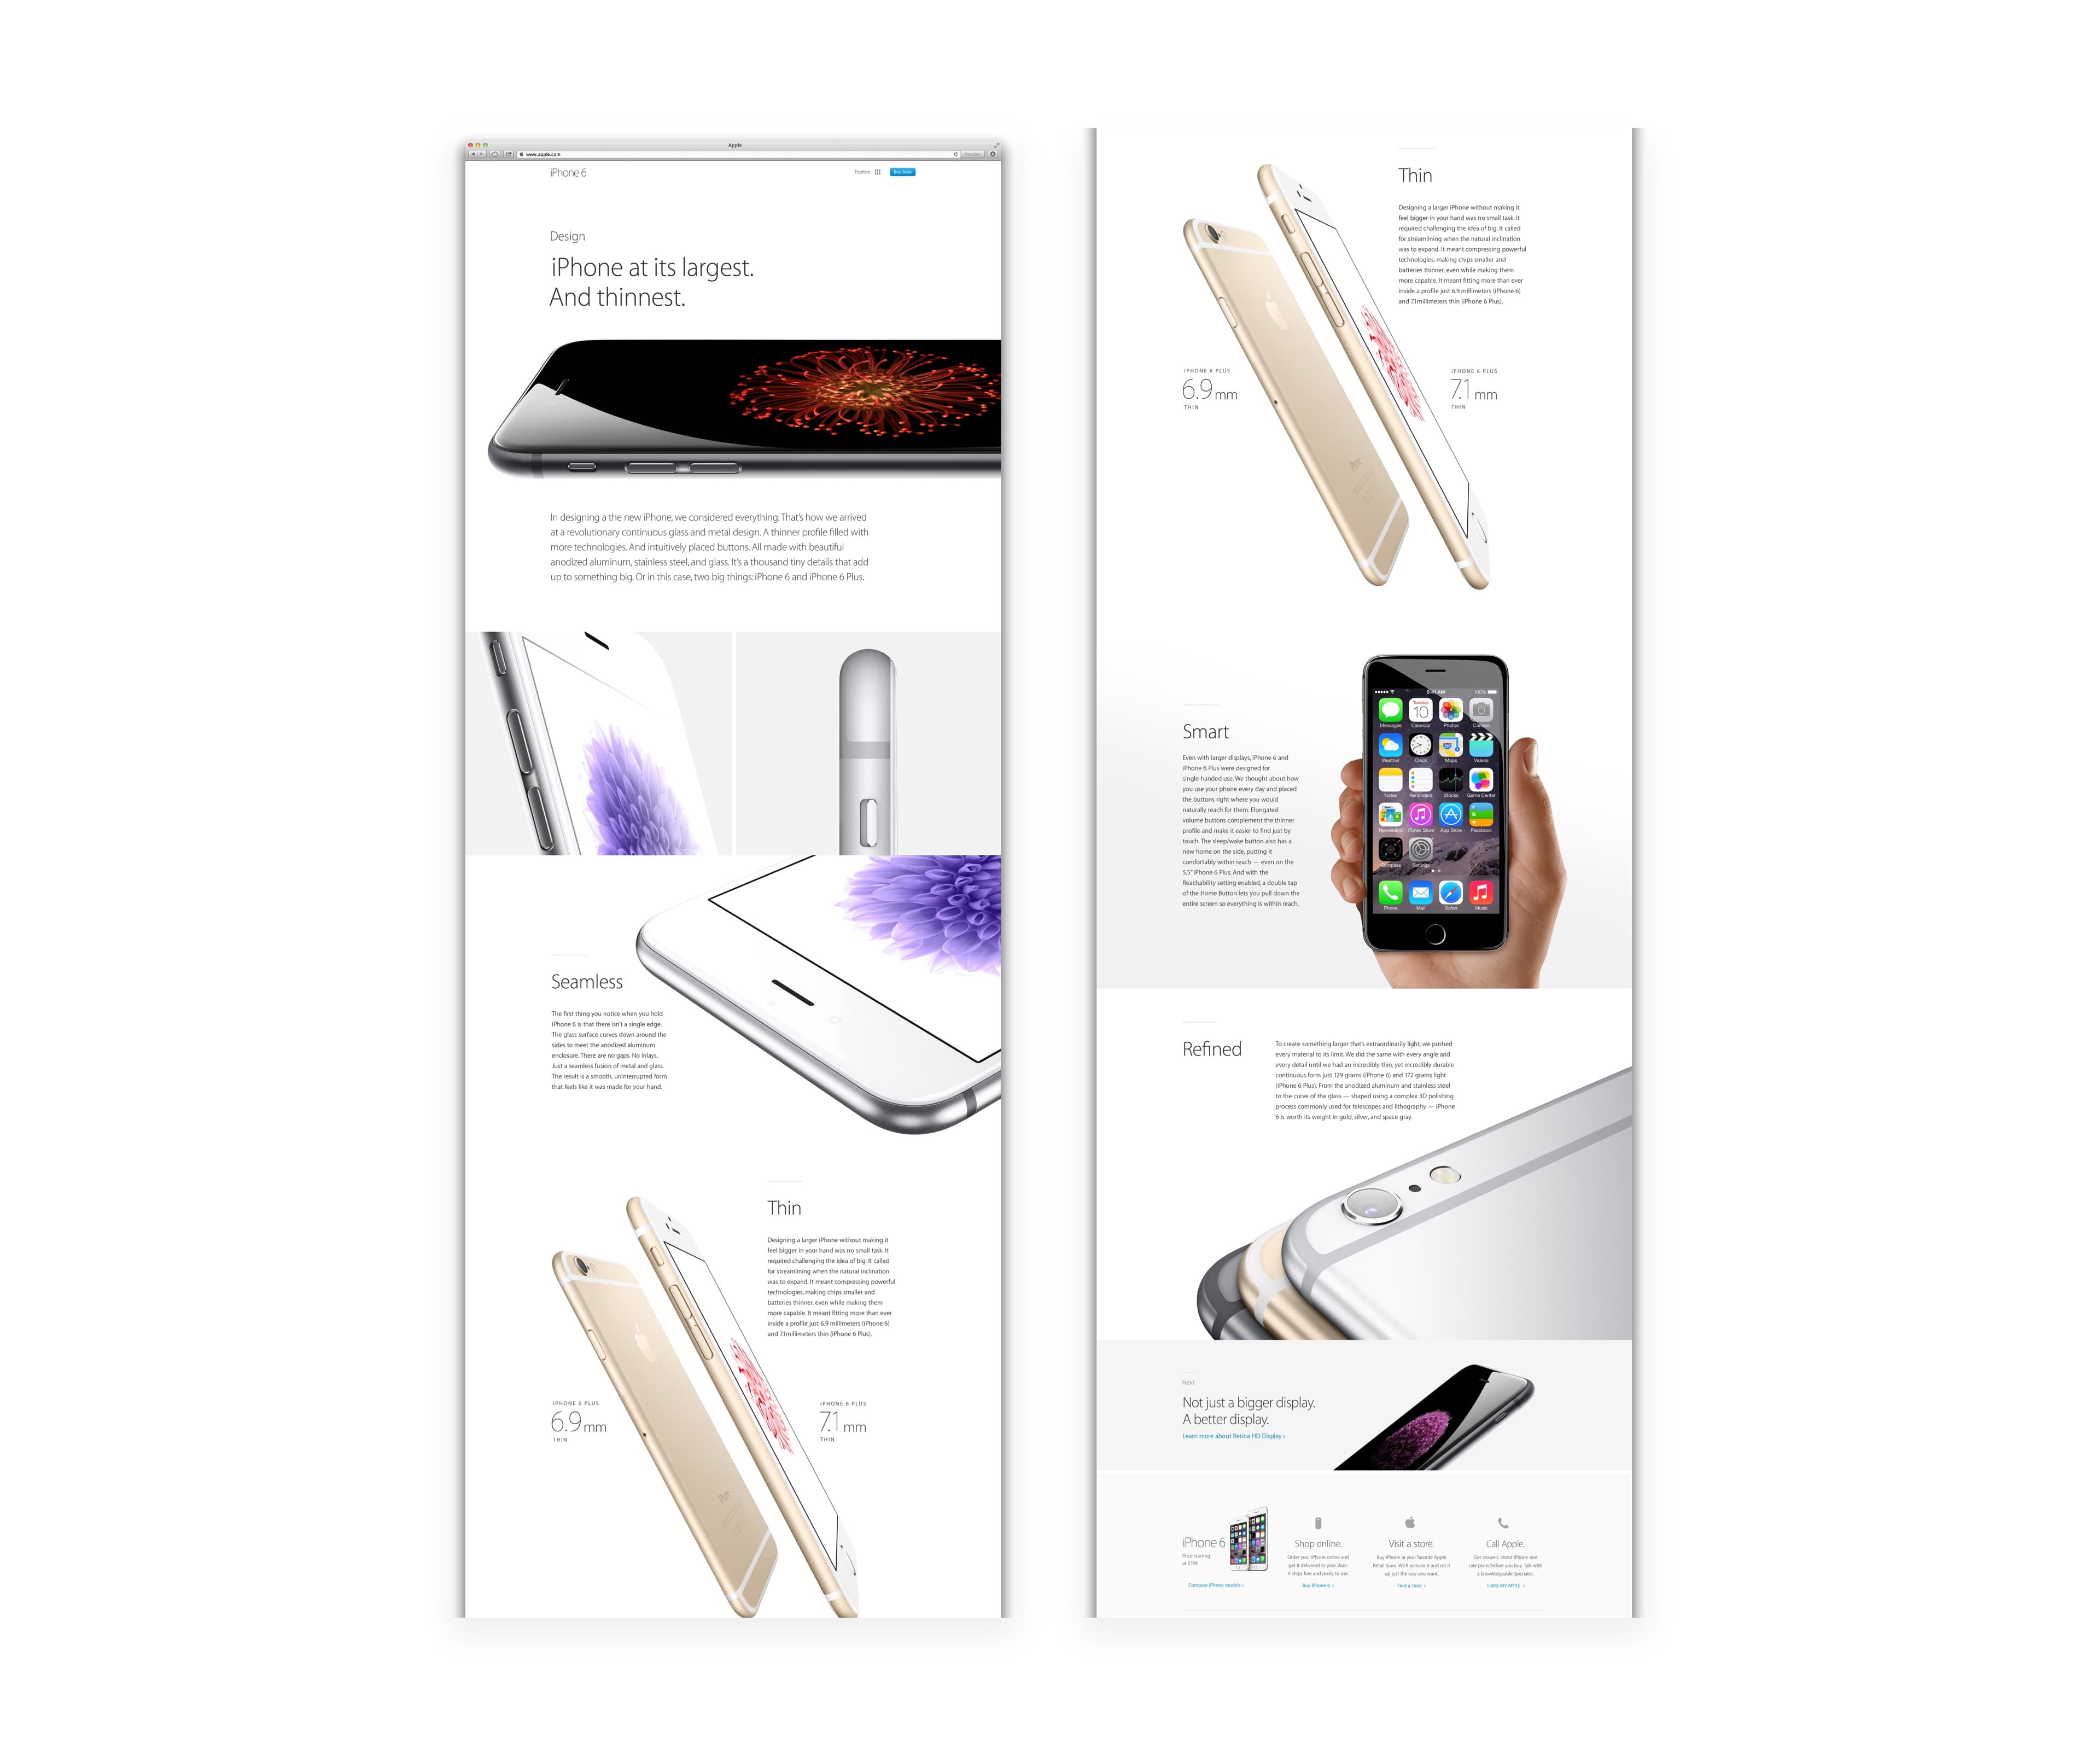 Apple
www.apple.com
Reader
iPhone 6
Explore
Buy Now
Design
iPhone at its largest.
And thinnest.
In designing a the new iPhone, we considered everything. That's how we arrived
at a revolutionary continuous glass and metal design. A thinner profile filled with
more technologies. And intuitively placed buttons. All made with beautiful
anodized aluminum, stainless steel, and glass. It's a thousand tiny details that add
up to something big. Or in this case, two big things: iPhone 6 and iPhone 6 Plus.
Seamless
The first thing you notice when you hold
iPhone 6 is that there isn't a single edge.
The glass surface curves down around the
sides to meet the anodized aluminum
enclosure. There are no gaps. No inlays.
Just a seamless fusion of metal and glass.
The result is a smooth, uninterrupted form
that feels like it was made for your hand.
Thin
Designing a larger iPhone without making it
feel bigger in your hand was no small task. It
required challenging the idea of big. It called
for streamlining when the natural inclination
was to expand. It meant compressing powerful
technologies, making chips smaller and
batteries thinner, even while making them
more capable. It meant fitting more than ever
inside a profile just 6.9 millimeters (iPhone 6)
and 7.1millimeters thin (iPhone 6 Plus).
iPHONE 6 PLUS
6.9 mm
THIN
iPHONE 6 PLUS
7.1 mm
THIN
Thin
Designing a larger iPhone without making it
feel bigger in your hand was no small task. It
required challenging the idea of big. It called
for streamlining when the natural inclination
was to expand. It meant compressing powerful
technologies, making chips smaller and
batteries thinner, even while making them
more capable. It meant fitting more than ever
inside a profile just 6.9 millimeters (iPhone 6)
and 7.1millimeters thin (iPhone 6 Plus).
iPHONE 6 PLUS
6.9 mm
THIN
iPHONE 6 PLUS
7.1 mm
THIN
Smart
Even with larger displays, iPhone 6 and
iPhone 6 Plus were designed for
single-handed use. We thought about how
you use your phone every day and placed
the buttons right where you would
naturally reach for them. Elongated
volume buttons complement the thinner
profile and make it easier to find just by
touch. The sleep/wake button also has a
new home on the side, putting it
comfortably within reach — even on the
5.5" iPhone 6 Plus. And with the
Reachability setting enabled, a double tap
of the Home Button lets you pull down the
entire screen so everything is within reach.
9:41 AM 100%
Tuesday
10
Messages Calendar Photos Camera
Weather Clock Maps Videos
Notes Reminders Stocks Game Center
Newsstand iTunes Store App Store Passbook
Compass Settings
Phone Mail Safari Music
Refined
To create something larger that's extraordinarily light, we pushed
every material to its limit. We did the same with every angle and
every detail until we had an incredibly thin, yet incredibly durable
continuous form just 129 grams (iPhone 6) and 172 grams light
(iPhone 6 Plus). From the anodized aluminum and stainless steel
to the curve of the glass — shaped using a complex 3D polishing
process commonly used for telescopes and lithography — iPhone
6 is worth its weight in gold, silver, and space gray.
Next
Not just a bigger display.
A better display.
Learn more about Retina HD Display ›
iPhone 6
Price starting
at $199
Compare iPhone models ›
Shop online.
Order your iPhone online and
get it delivered to your door.
It ships free and ready to use.
Buy iPhone 6 ›
Visit a store.
Buy iPhone at your favorite Apple
Retail Store. We'll activate it and set it
up just the way you want.
Find a store ›
Call Apple.
Get answers about iPhone and
rate plans before you buy. Talk with
a knowledgeable Specialist.
1-800-MY-APPLE ›